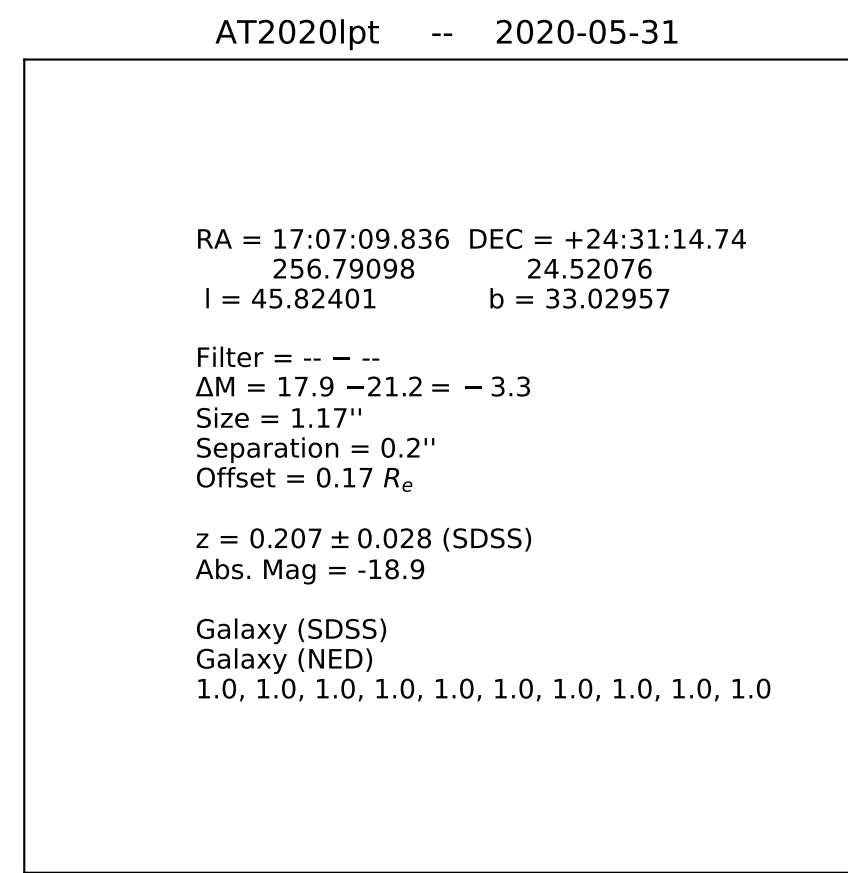 AT2020lpt -- 2020-05-31
RA = 17:07:09.836 DEC = +24:31:14.74
256.79098 24.52076
l = 45.82401 b = 33.02957
Filter = -- − --
ΔM = 17.9 −21.2 = − 3.3
Size = 1.17''
Separation = 0.2''
Offset = 0.17 Rₑ
z = 0.207 ± 0.028 (SDSS)
Abs. Mag = -18.9
Galaxy (SDSS)
Galaxy (NED)
1.0, 1.0, 1.0, 1.0, 1.0, 1.0, 1.0, 1.0, 1.0, 1.0